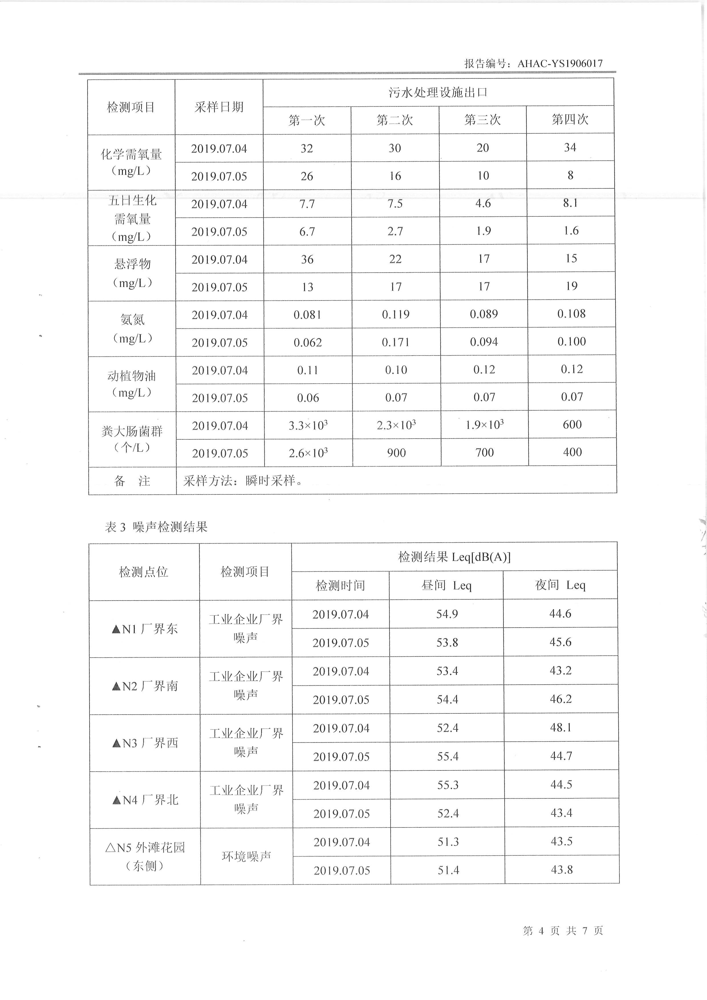 报告编号：AHAC-YS1906017
检测项目 采样日期 污水处理设施出口
第一次 第二次 第三次 第四次
化学需氧量
（mg/L）
2019.07.04 32 30 20 34
2019.07.05 26 16 10 8
五日生化
需氧量
（mg/L）
2019.07.04 7.7 7.5 4.6 8.1
2019.07.05 6.7 2.7 1.9 1.6
悬浮物
（mg/L）
2019.07.04 36 22 17 15
2019.07.05 13 17 17 19
氨氮
（mg/L）
2019.07.04 0.081 0.119 0.089 0.108
2019.07.05 0.062 0.171 0.094 0.100
动植物油
（mg/L）
2019.07.04 0.11 0.10 0.12 0.12
2019.07.05 0.06 0.07 0.07 0.07
粪大肠菌群
（个/L）
2019.07.04 3.3×10³ 2.3×10³ 1.9×10³ 600
2019.07.05 2.6×10³ 900 700 400
备 注 采样方法：瞬时采样。
表 3 噪声检测结果
检测点位 检测项目 检测结果 Leq[dB(A)]
检测时间 昼间 Leq 夜间 Leq
▲N1 厂界东
工业企业厂界
噪声
2019.07.04 54.9 44.6
2019.07.05 53.8 45.6
▲N2 厂界南
工业企业厂界
噪声
2019.07.04 53.4 43.2
2019.07.05 54.4 46.2
▲N3 厂界西
工业企业厂界
噪声
2019.07.04 52.4 48.1
2019.07.05 55.4 44.7
▲N4 厂界北
工业企业厂界
噪声
2019.07.04 55.3 44.5
2019.07.05 52.4 43.4
△N5 外滩花园
（东侧）
环境噪声
2019.07.04 51.3 43.5
2019.07.05 51.4 43.8
第 4 页 共 7 页